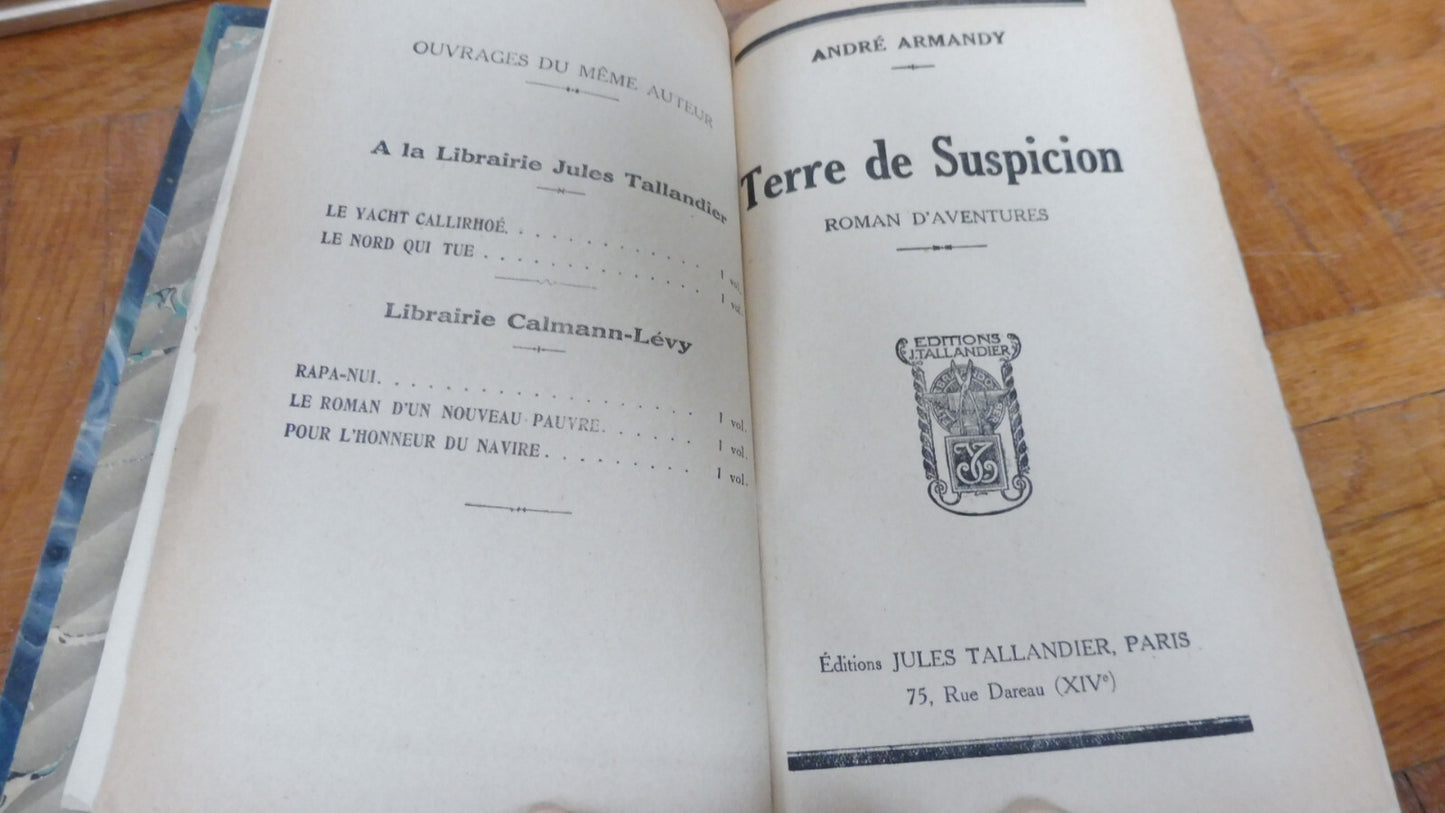 OUVRAGES DU MÊME AUTEUR
A la Librairie Jules Tallandier
LE YACHT CALLIRHOÉ. . . . . . . . . . 1 vol.
LE NORD QUI TUE . . . . . . . . . . 1 vol.
Librairie Calmann-Lévy
RAPA-NUI. . . . . . . . . . . . . . 1 vol.
LE ROMAN D'UN NOUVEAU PAUVRE. . . . . . 1 vol.
POUR L'HONNEUR DU NAVIRE . . . . . . . . . 1 vol.
ANDRÉ ARMANDY
Terre de Suspicion
ROMAN D'AVENTURES
EDITIONS
J.TALLANDIER
Éditions JULES TALLANDIER, PARIS
75, Rue Dareau (XIVᵉ)